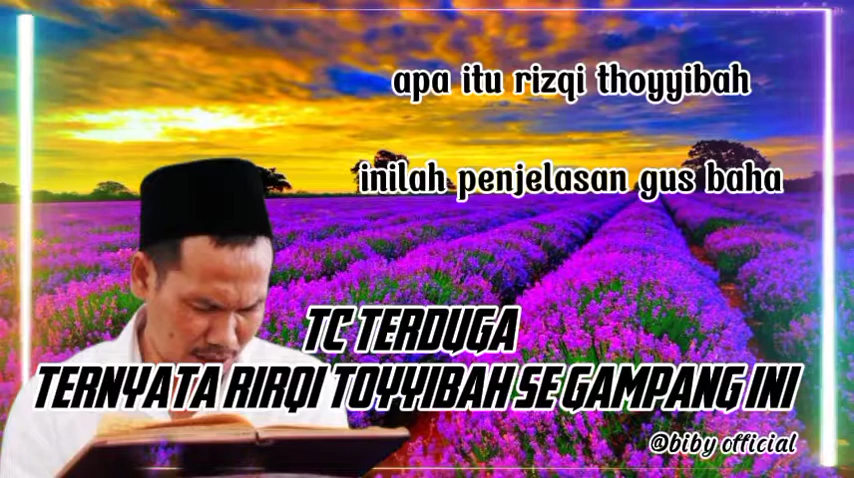 apa itu rizqi thoyyibah
inilah penjelasan gus baha
TC TERDUGA
TERNYATA RIRQI TOYYIBAH SE GAMPANG INI
@biby official